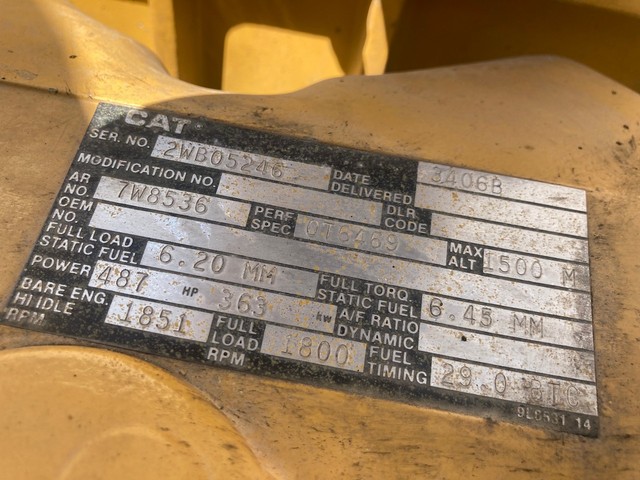 CAT
SER. NO. 2WB05246 DATE DELIVERED 3406B
MODIFICATION NO. DLR. CODE
AR NO. 7W8536 PERF SPEC 0T3469 MAX ALT 1500 M
OEM NO.
FULL LOAD STATIC FUEL 6.20 MM FULL TORQ. STATIC FUEL 6.45 MM
POWER 487 HP 363 kw A/F RATIO DYNAMIC
BARE ENG. HI IDLE RPM 1851 FULL LOAD RPM 1800 FUEL TIMING 29.0 BTC
14